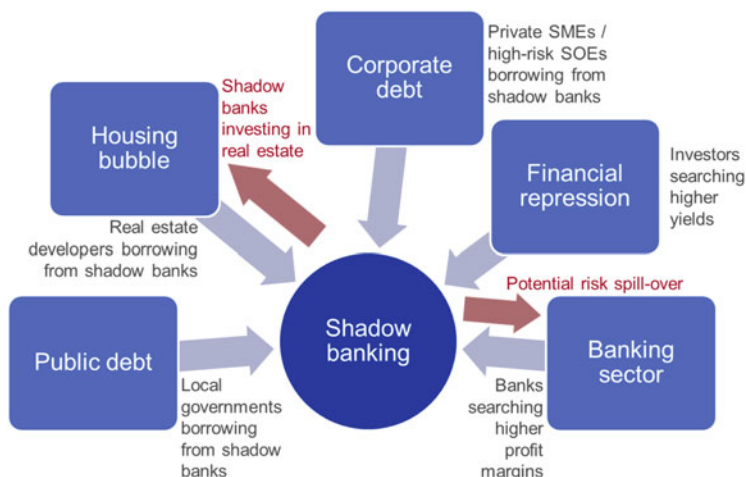 Private SMEs /
high-risk SOEs
borrowing from
shadow banks
Corporate
debt
Shadow
banks
investing in
real estate
Housing
bubble
Financial
repression
Investors
searching
higher
yields
Real estate
developers borrowing
from shadow banks
Potential risk spill-over
Shadow
banking
Public debt
Banking
sector
Local
governments
borrowing
from shadow
banks
Banks
searching
higher
profit
margins